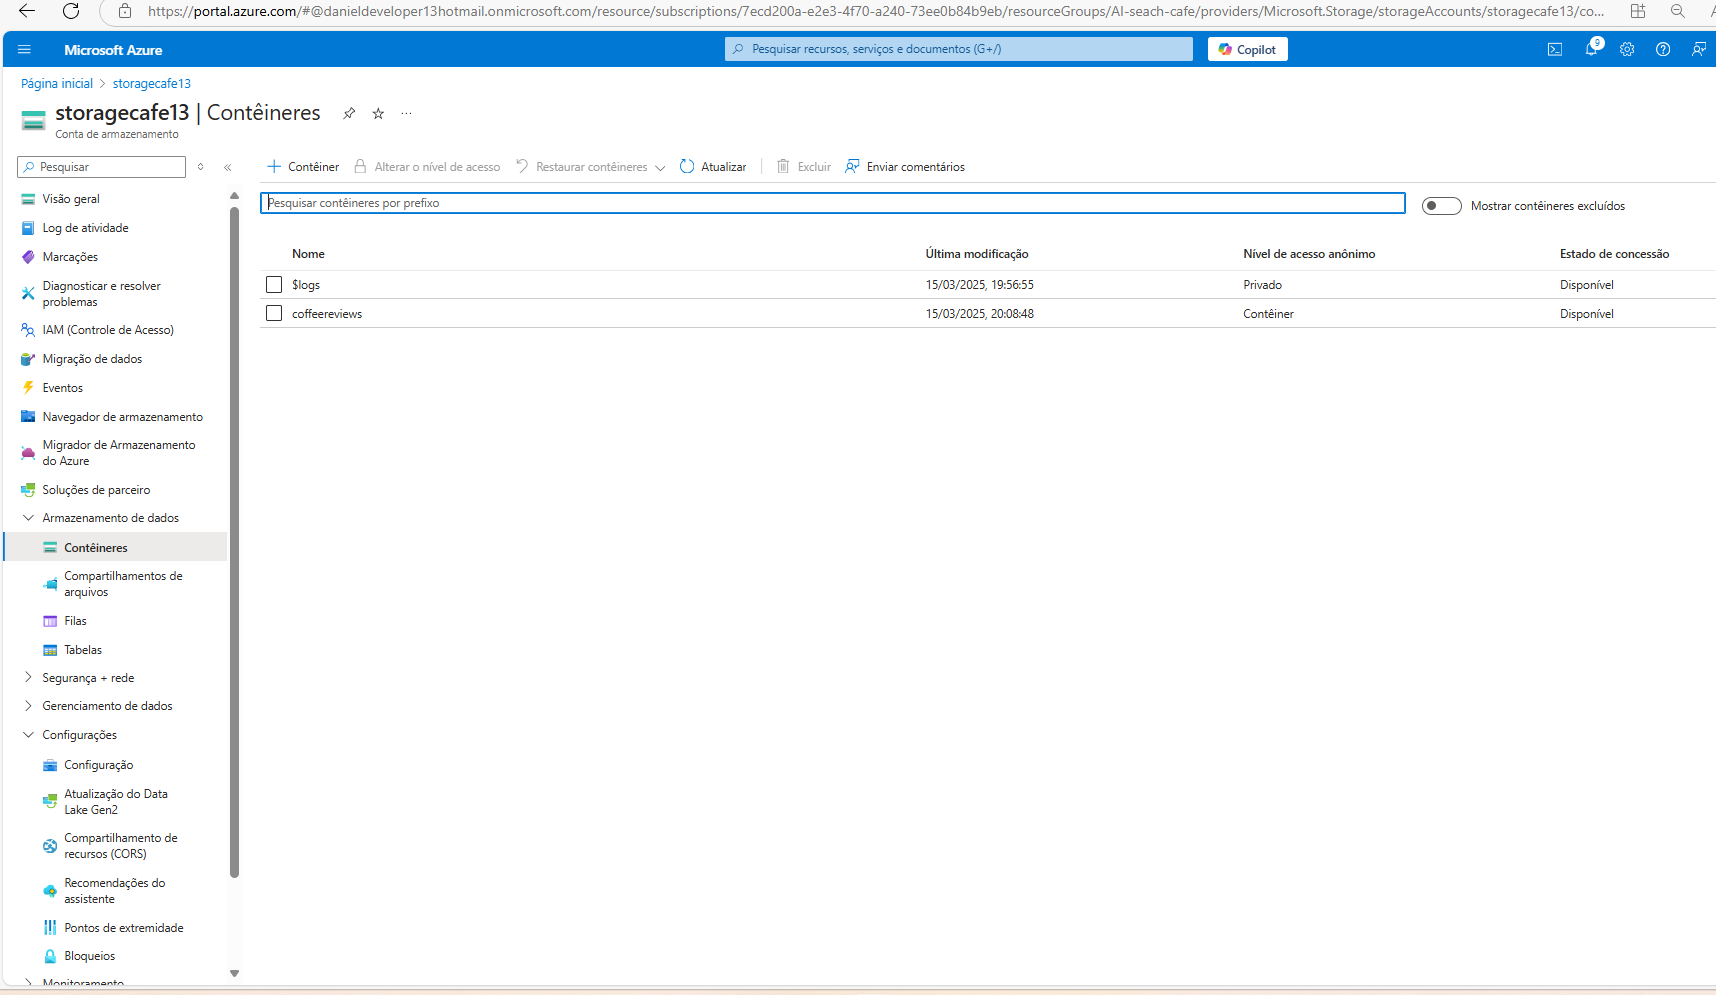 https://portal.azure.com/#@danieldeveloper13hotmail.onmicrosoft.com/resource/subscriptions/7ecd200a-e2e3-4f70-a240-73ee0b84b9eb/resourceGroups/AI-seach-cafe/providers/Microsoft.Storage/storageAccounts/storagecafe13/co...
Microsoft Azure
Pesquisar recursos, serviços e documentos (G+/)
Copilot
9
Página inicial > storagecafe13
storagecafe13 | Contêineres
Conta de armazenamento
Pesquisar
Contêiner
Alterar o nível de acesso
Restaurar contêineres
Atualizar
Excluir
Enviar comentários
Pesquisar contêineres por prefixo
Mostrar contêineres excluídos
Nome Última modificação Nível de acesso anônimo Estado de concessão
$logs 15/03/2025, 19:56:55 Privado Disponível
coffeereviews 15/03/2025, 20:08:48 Contêiner Disponível
Visão geral
Log de atividade
Marcações
Diagnosticar e resolver
problemas
IAM (Controle de Acesso)
Migração de dados
Eventos
Navegador de armazenamento
Migrador de Armazenamento
do Azure
Soluções de parceiro
Armazenamento de dados
Contêineres
Compartilhamentos de
arquivos
Filas
Tabelas
Segurança + rede
Gerenciamento de dados
Configurações
Configuração
Atualização do Data
Lake Gen2
Compartilhamento de
recursos (CORS)
Recomendações do
assistente
Pontos de extremidade
Bloqueios
Monitoramento